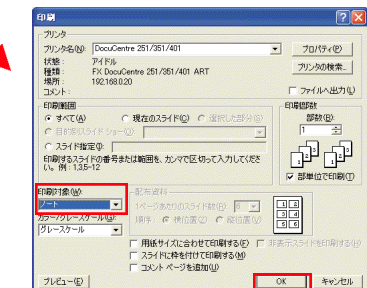 印刷
プリンタ
プリンタ名(N): DocuCentre 251/351/401 プロパティ(P)
状態: アイドル
種類: FX DocuCentre 251/351/401 ART プリンタの検索...
場所: 192.168.0.20
コメント: ファイルへ出力(L)
印刷範囲 印刷部数
すべて(A) 現在のスライド(C) 選択した部分(S) 部数(C):
目的別スライド ショー(O): 1
スライド指定(I):
印刷するスライドの番号または範囲を、カンマで区切って入力してください。例: 1,3,5-12
部単位で印刷(T)
印刷対象(W): 配布資料
ノート 1ページあたりのスライド数(R): 6
カラー/グレースケール(G): 順序 横位置(Z) 縦位置(V)
グレースケール
用紙サイズに合わせて印刷する(F) 非表示スライドを印刷する(H)
スライドに枠を付けて印刷する(M)
コメント ページを追加(U)
プレビュー(E) OK キャンセル